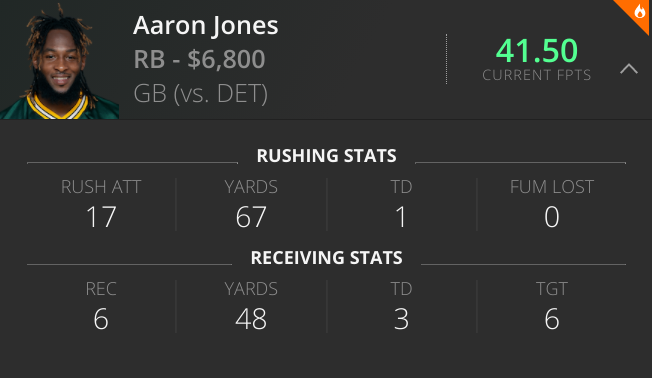 Aaron Jones
RB - $6,800
GB (vs. DET)
41.50
CURRENT FPTS
RUSHING STATS
RUSH ATT YARDS TD FUM LOST
17 67 1 0
RECEIVING STATS
REC YARDS TD TGT
6 48 3 6